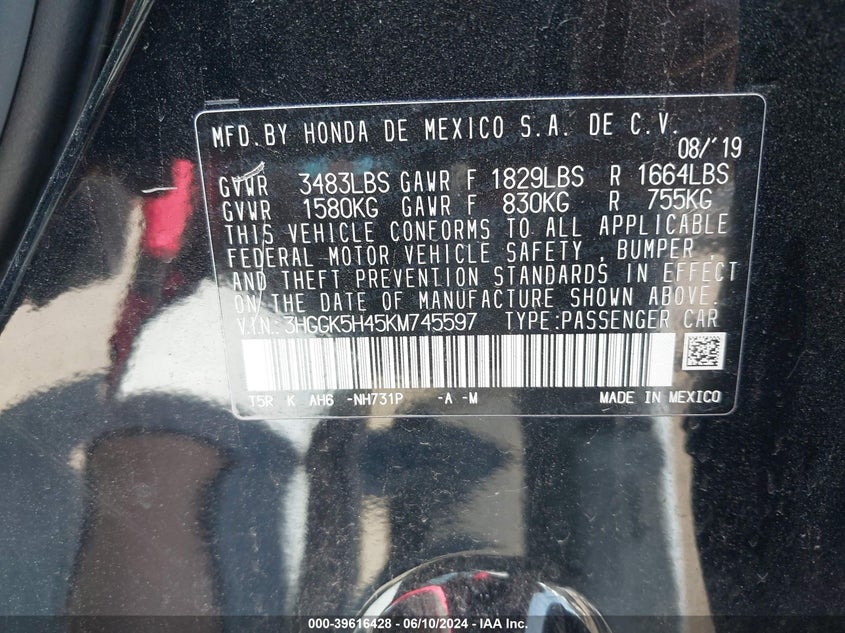 MFD. BY HONDA DE MEXICO S.A. DE C.V.
08/'19
GVWR 3483LBS GAWR F 1829LBS R 1664LBS
GVWR 1580KG GAWR F 830KG R 755KG
THIS VEHICLE CONFORMS TO ALL APPLICABLE
FEDERAL MOTOR VEHICLE SAFETY, BUMPER,
AND THEFT PREVENTION STANDARDS IN EFFECT
ON THE DATE OF MANUFACTURE SHOWN ABOVE.
V.I.N.: 3HGGK5H45KM745597 TYPE:PASSENGER CAR
T5R K AH6 -NH731P -A -M MADE IN MEXICO
000-39616428 - 06/10/2024 - IAA Inc.